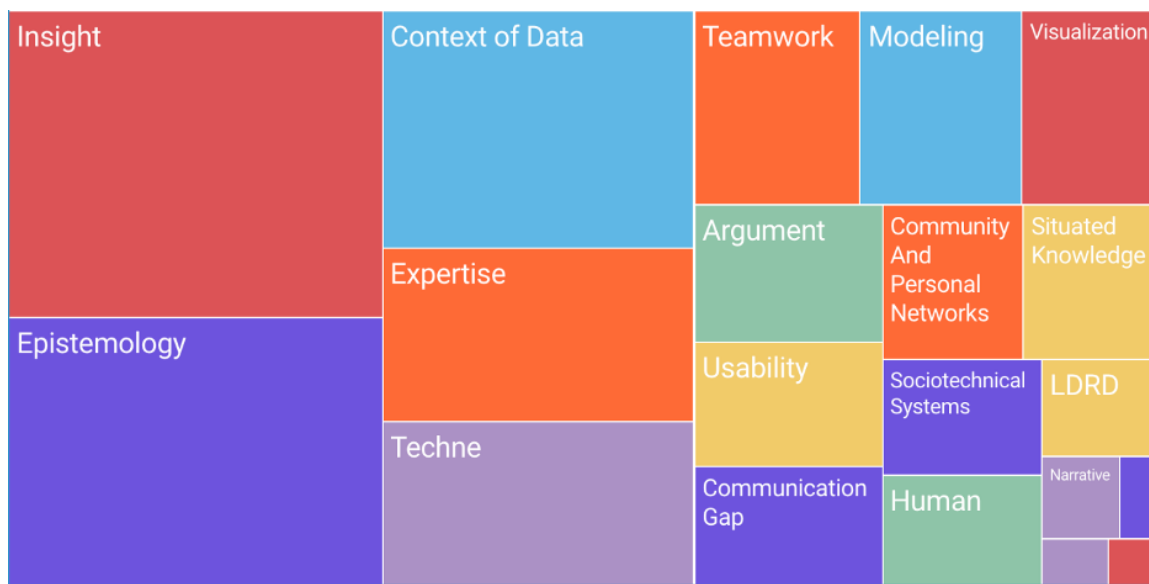 Insight
Context of Data
Teamwork
Modeling
Visualization
Argument
Community
And
Personal
Networks
Situated
Knowledge
Expertise
Epistemology
Usability
Sociotechnical
Systems
LDRD
Techne
Communication
Gap
Human
Narrative